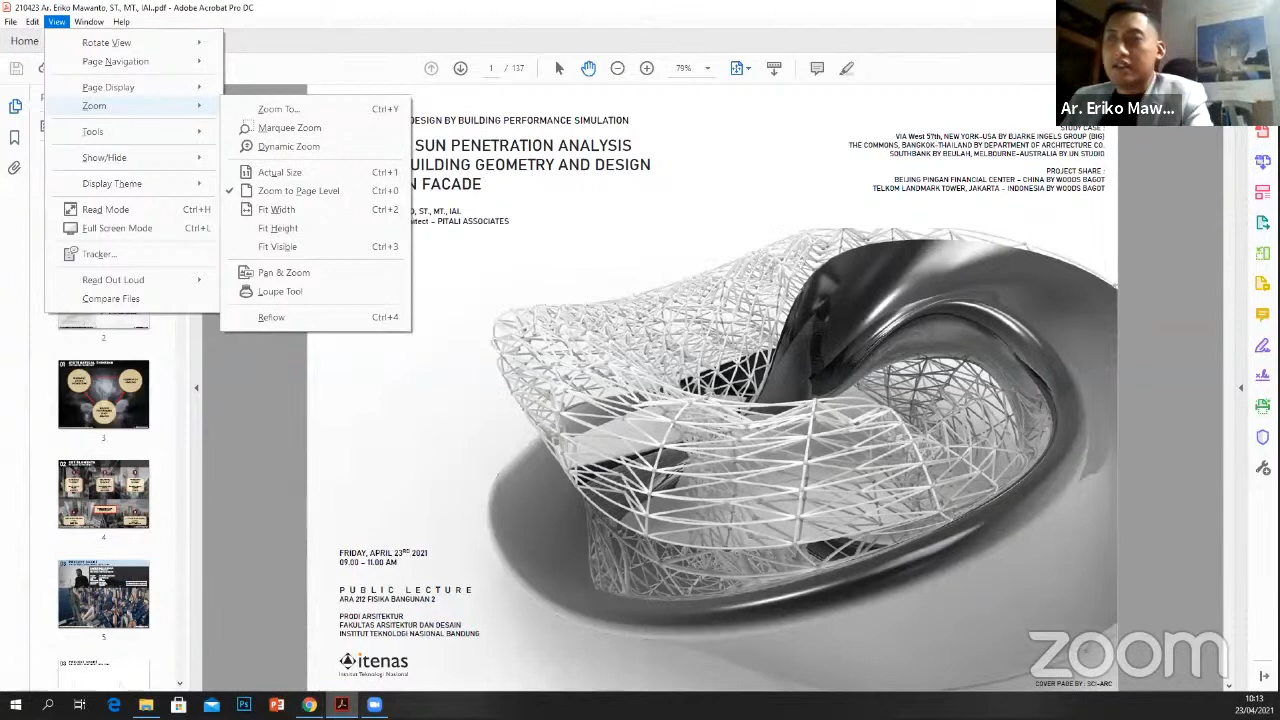 210423 Ar. Eriko Mawanto, ST., MT., IAI..pdf - Adobe Acrobat Pro DC
File Edit View Window Help
Home
Rotate View
Page Navigation
Page Display
Zoom
Tools
Show/Hide
Display Theme
Read Mode Ctrl+H
Full Screen Mode Ctrl+L
Tracker...
Read Out Loud
Compare Files
Zoom To... Ctrl+Y
Marquee Zoom
Dynamic Zoom
Actual Size Ctrl+1
Zoom to Page Level Ctrl+0
Fit Width Ctrl+2
Fit Height
Fit Visible Ctrl+3
Pan & Zoom
Loupe Tool
Reflow Ctrl+4
1 / 137
79%
Ar. Eriko Maw...
DESIGN BY BUILDING PERFORMANCE SIMULATION
SUN PENETRATION ANALYSIS
UILDING GEOMETRY AND DESIGN
N FACADE
O, ST., MT., IAI.
itect – PITALI ASSOCIATES
STUDY CASE :
VIA West 57th, NEW YORK-USA BY BJARKE INGELS GROUP (BIG)
THE COMMONS, BANGKOK-THAILAND BY DEPARTMENT OF ARCHITECTURE CO.
SOUTHBANK BY BEULAH, MELBOURNE-AUSTRALIA BY UN STUDIO
PROJECT SHARE :
BEIJING PINGAN FINANCIAL CENTER – CHINA BY WOODS BAGOT
TELKOM LANDMARK TOWER, JAKARTA – INDONESIA BY WOODS BAGOT
2
3
4
5
FRIDAY, APRIL 23RD 2021
09.00 – 11.00 AM
PUBLIC LECTURE
ARA 212 FISIKA BANGUNAN 2
PRODI ARSITEKTUR
FAKULTAS ARSITEKTUR DAN DESAIN
INSTITUT TEKNOLOGI NASIONAL BANDUNG
itenas
Institut Teknologi Nasional
zoom
COVER PAGE BY : SCI-ARC
10:13
23/04/2021